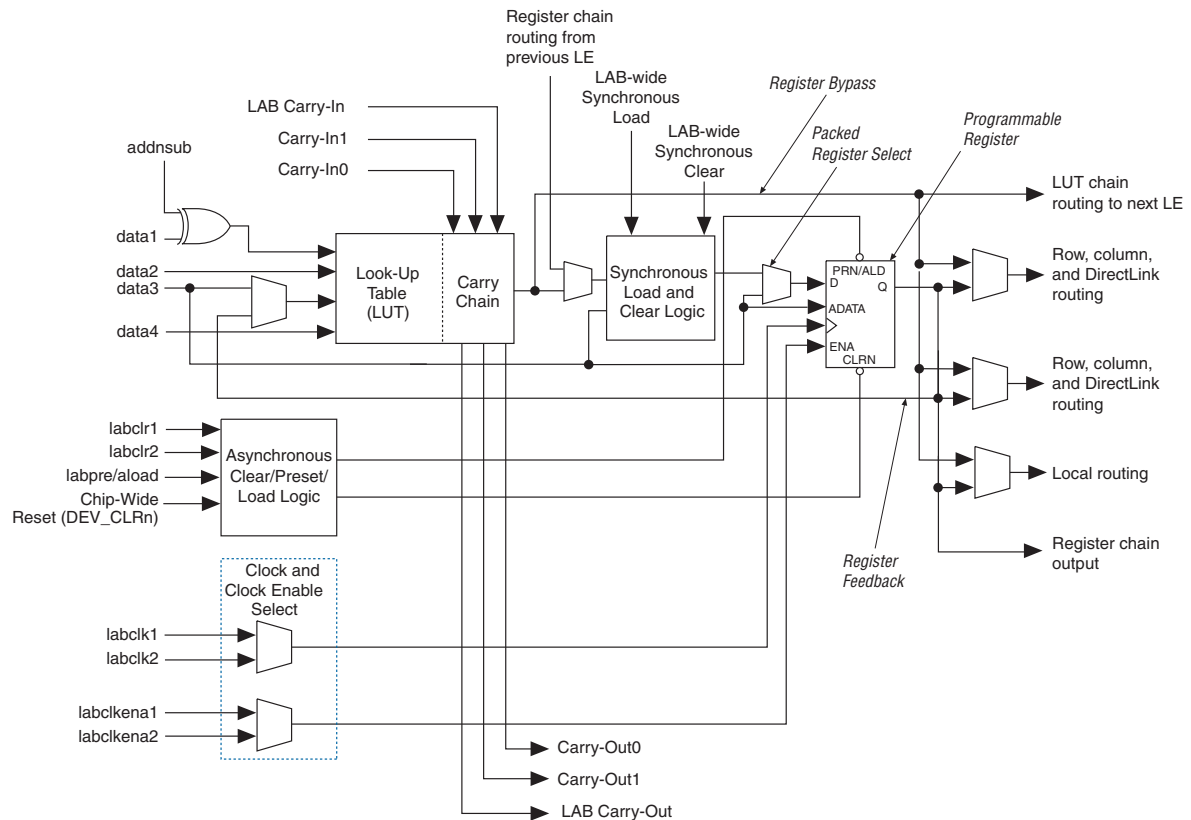 Register chain
routing from
previous LE
LAB-wide
Synchronous
Load
LAB-wide
Synchronous
Clear
Register Bypass
Packed
Register Select
Programmable
Register
LAB Carry-In
Carry-In1
Carry-In0
addnsub
data1
data2
data3
data4
Look-Up
Table
(LUT)
Carry
Chain
Synchronous
Load and
Clear Logic
PRN/ALD
D
Q
ADATA
ENA
CLRN
LUT chain
routing to next LE
Row, column,
and DirectLink
routing
Row, column,
and DirectLink
routing
Local routing
Register chain
output
Register
Feedback
labclr1
labclr2
labpre/aload
Chip-Wide
Reset (DEV_CLRn)
Asynchronous
Clear/Preset/
Load Logic
Clock and
Clock Enable
Select
labclk1
labclk2
labclkena1
labclkena2
Carry-Out0
Carry-Out1
LAB Carry-Out